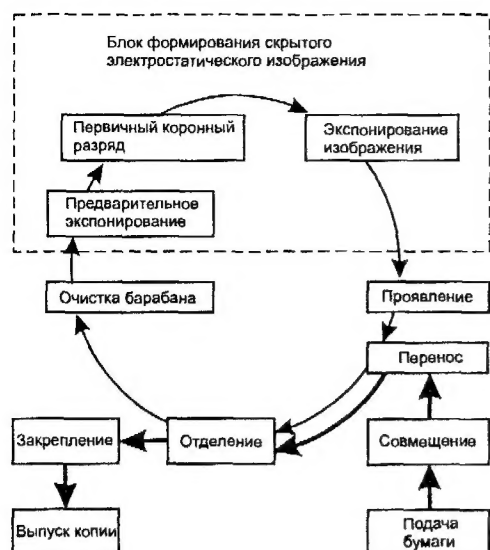 Блок формирования скрытого
электростатического изображения
Первичный коронный
разряд
Экспонирование
изображения
Предварительное
экспонирование
Очистка барабана
Проявление
Перенос
Закрепление
Отделение
Совмещение
Выпуск копии
Подача
бумаги